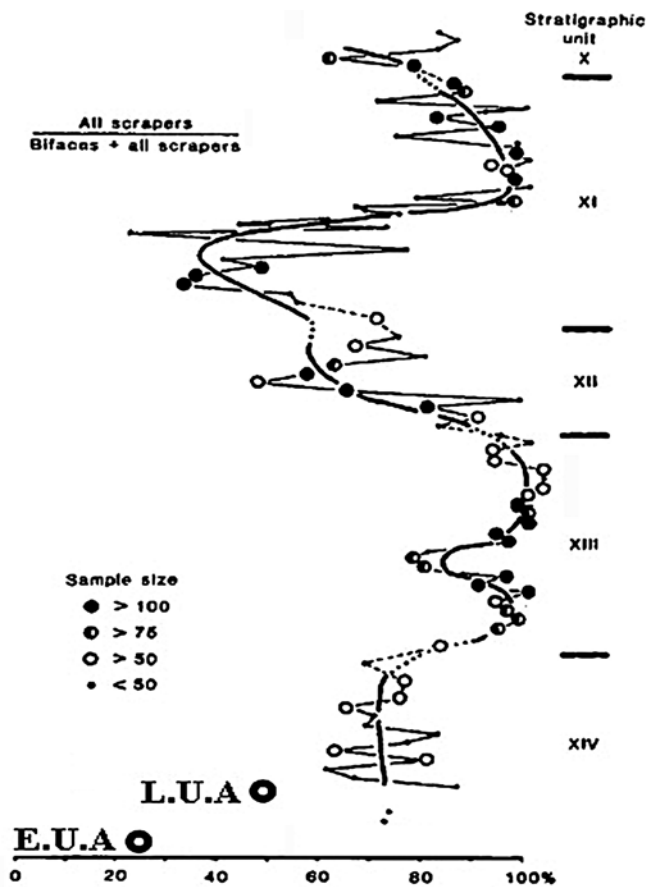 Stratigraphic
unit
X
All scrapers
Bifaces + all scrapers
XI
XII
XIII
Sample size
> 100
> 75
> 50
< 50
XIV
L.U.A
E.U.A
0 20 40 60 80 100%